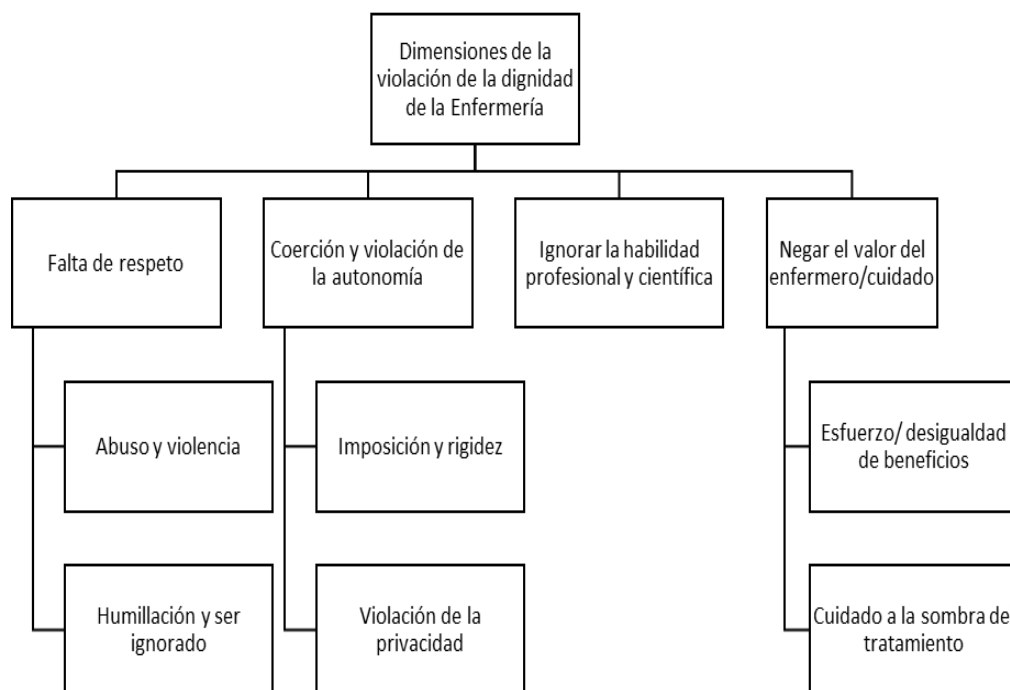 Dimensiones de la
violación de la dignidad
de la Enfermería
Falta de respeto
Coerción y violación de
la autonomía
Ignorar la habilidad
profesional y científica
Negar el valor del
enfermero/cuidado
Abuso y violencia
Imposición y rigidez
Esfuerzo/ desigualdad
de beneficios
Humillación y ser
ignorado
Violación de la
privacidad
Cuidado a la sombra de
tratamiento